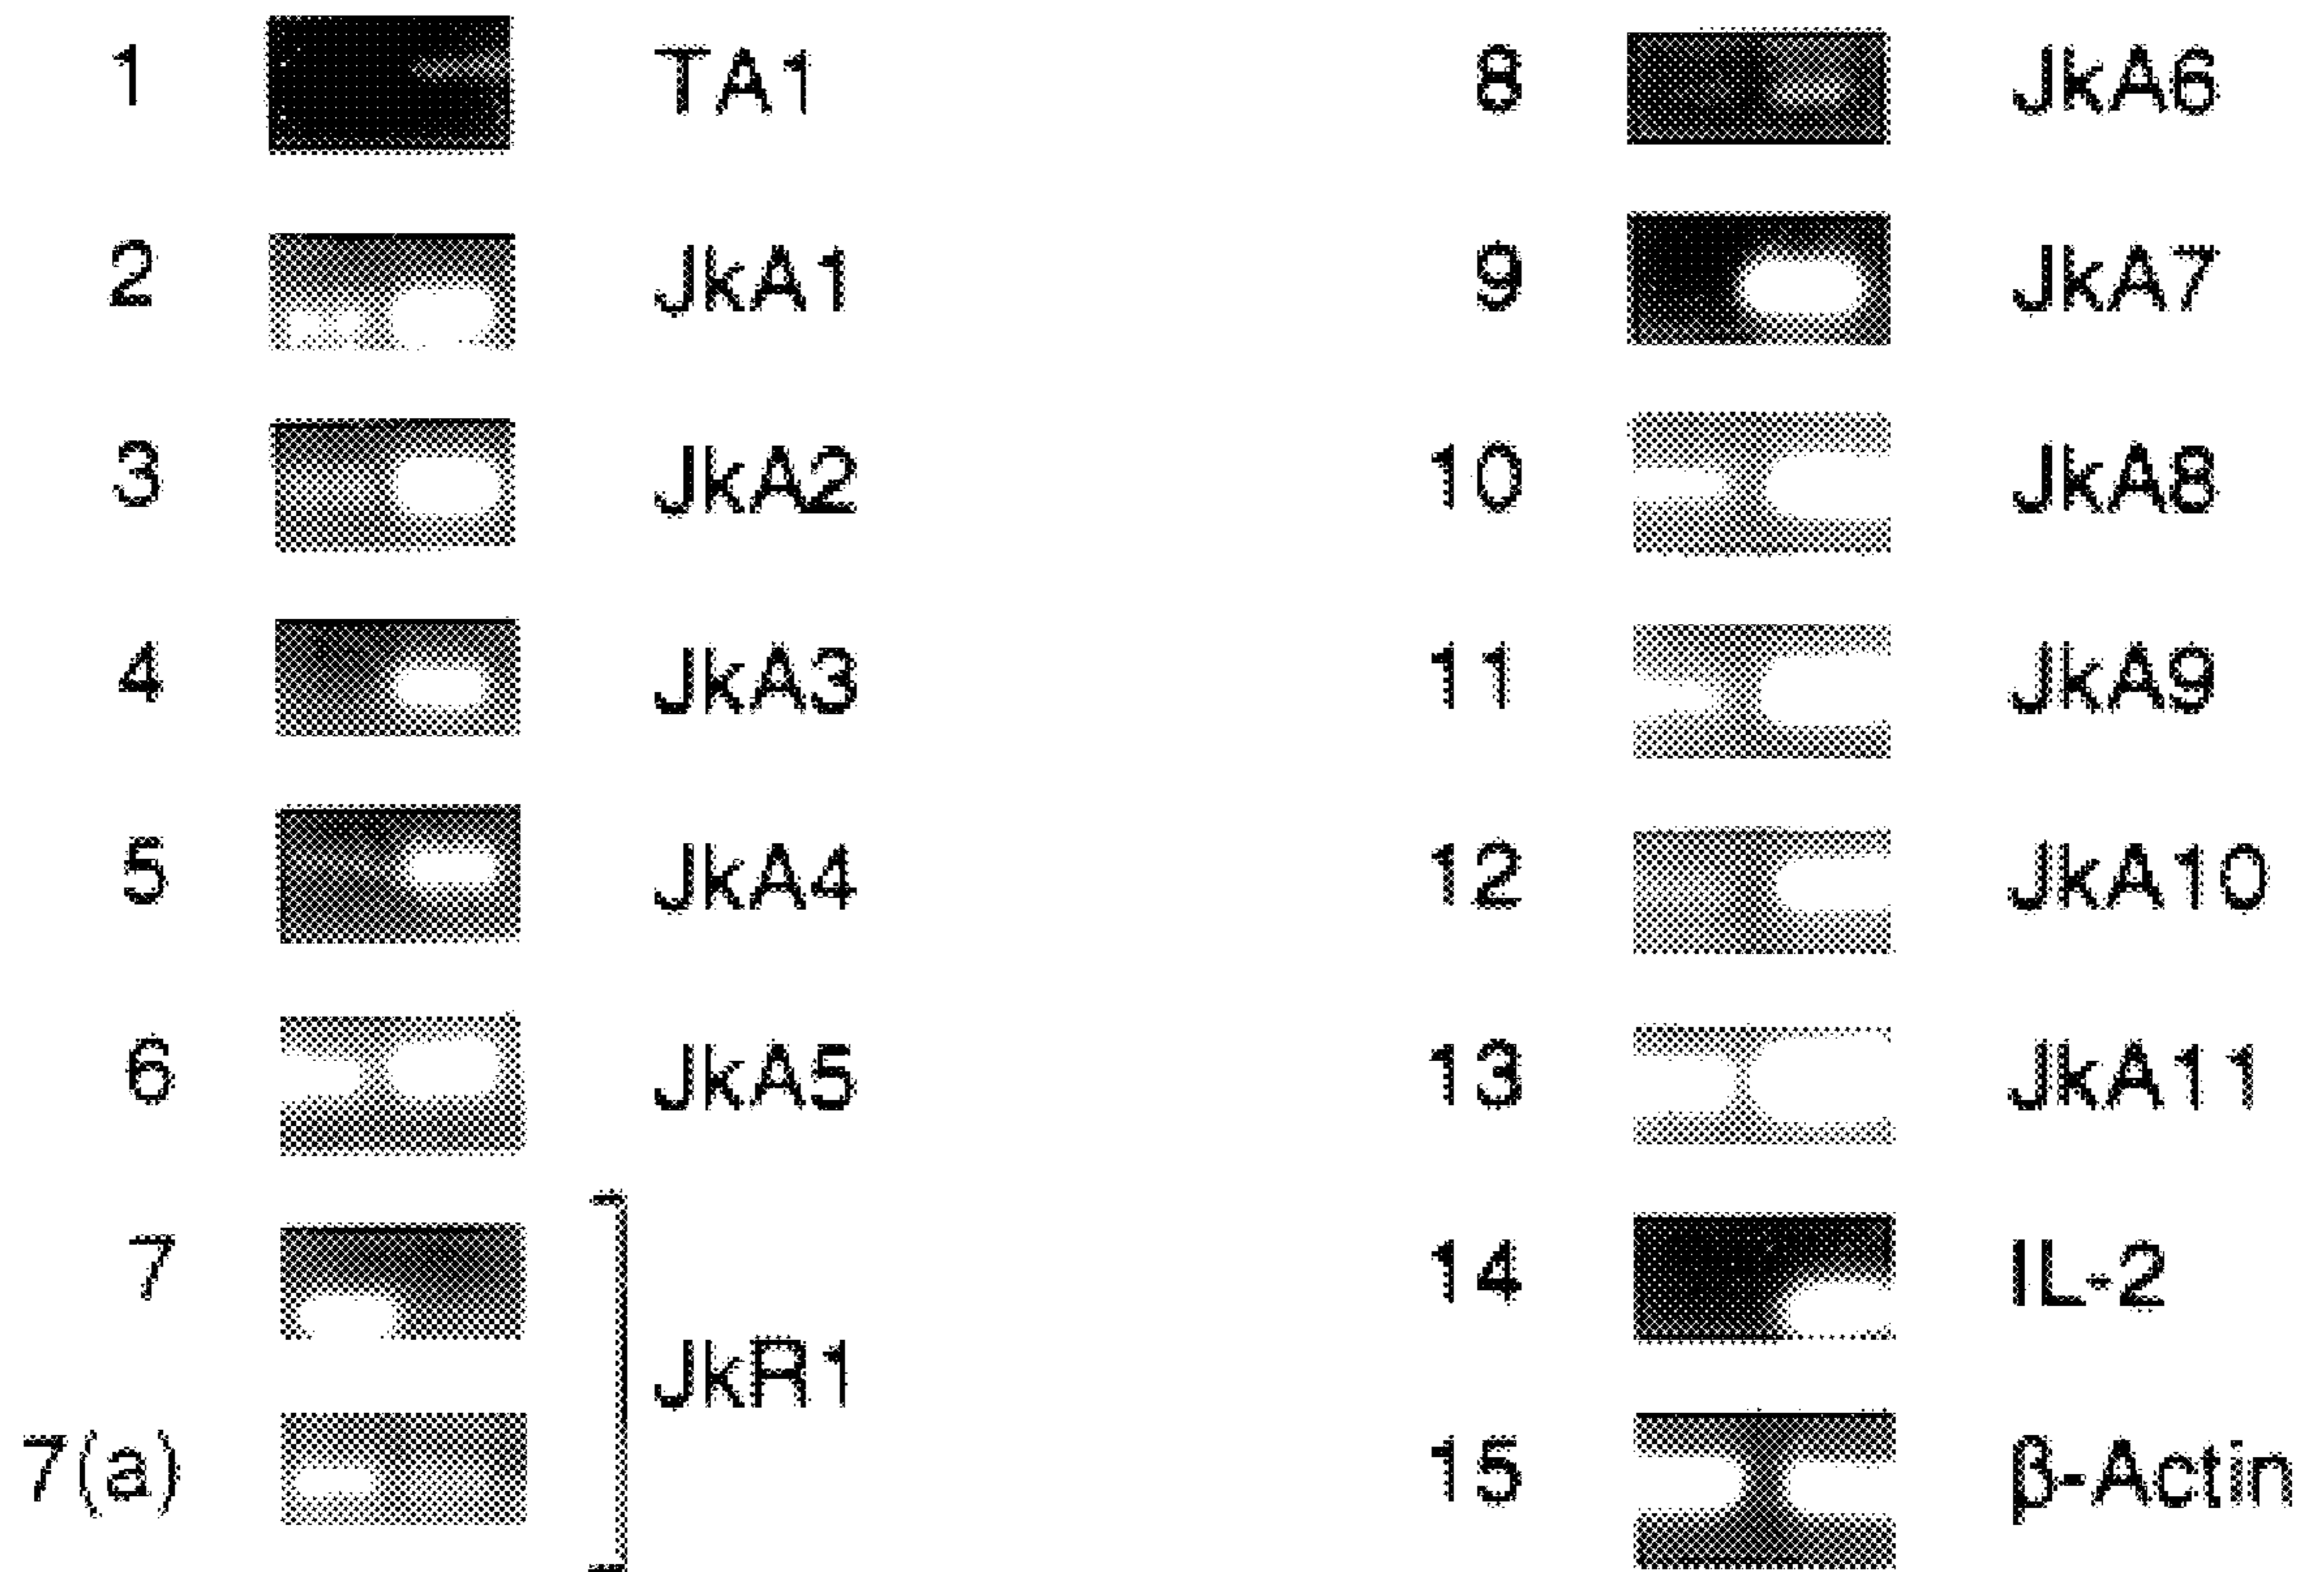 1 TA1
2 JkA1
3 JkA2
4 JkA3
5 JkA4
6 JkA5
7
JkR1
7(a)
8 JkA6
9 JkA7
10 JkA8
11 JkA9
12 JkA10
13 JkA11
14 IL-2
15 β-Actin